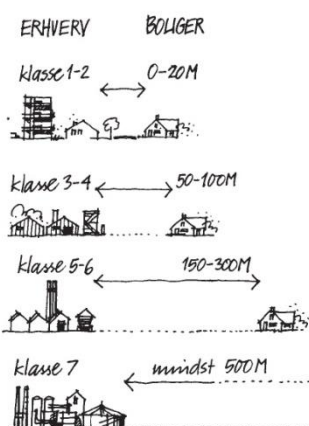 ERHVERV BOLIGER
klasse 1-2 0-20M
klasse 3-4 50-100M
klasse 5-6 150-300M
klasse 7 mindst 500M